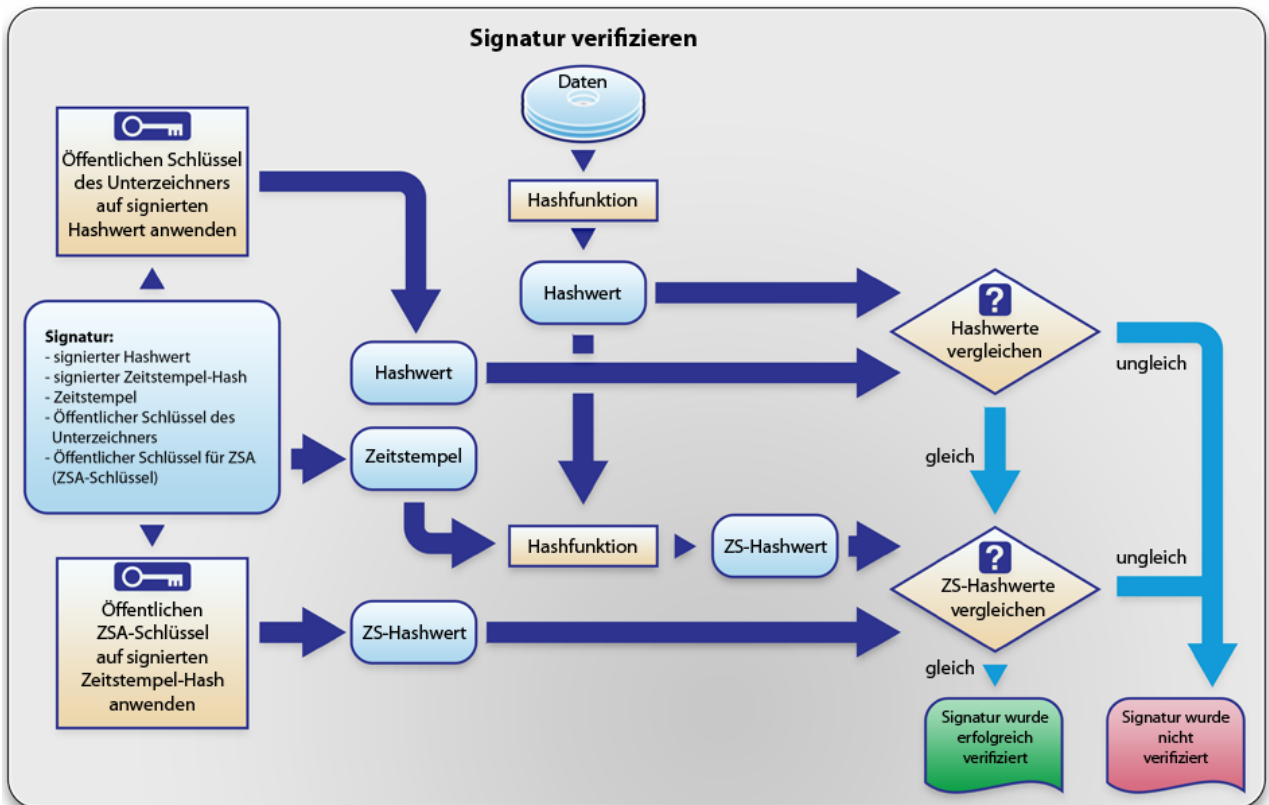 Signatur verifizieren
Daten
Öffentlichen Schlüssel
des Unterzeichners
auf signierten
Hashwert anwenden
Hashfunktion
Hashwert
?
Hashwerte
vergleichen
ungleich
Signatur:
- signierter Hashwert
- signierter Zeitstempel-Hash
- Zeitstempel
- Öffentlicher Schlüssel des
Unterzeichners
- Öffentlicher Schlüssel für ZSA
(ZSA-Schlüssel)
Hashwert
Zeitstempel
gleich
Hashfunktion
ZS-Hashwert
?
ZS-Hashwerte
vergleichen
ungleich
Öffentlichen
ZSA-Schlüssel
auf signierten
Zeitstempel-Hash
anwenden
ZS-Hashwert
gleich
Signatur wurde
erfolgreich
verifiziert
Signatur wurde
nicht
verifiziert